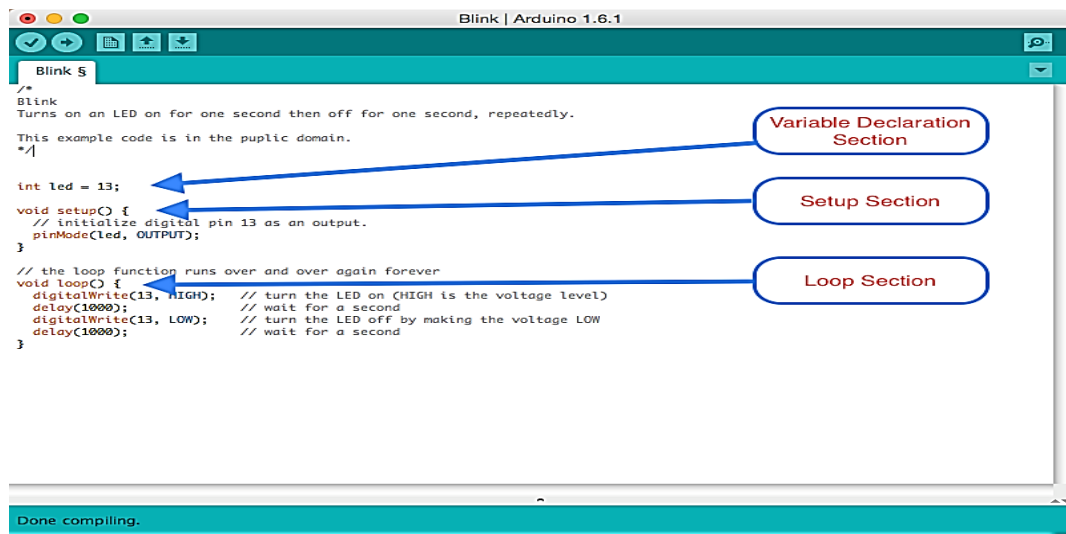 Blink | Arduino 1.6.1
Blink §
/*
Blink
Turns on an LED on for one second then off for one second, repeatedly.
This example code is in the puplic domain.
*/
int led = 13;
void setup() {
// initialize digital pin 13 as an output.
pinMode(led, OUTPUT);
}
// the loop function runs over and over again forever
void loop() {
digitalWrite(13, HIGH); // turn the LED on (HIGH is the voltage level)
delay(1000); // wait for a second
digitalWrite(13, LOW); // turn the LED off by making the voltage LOW
delay(1000); // wait for a second
}
Variable Declaration
Section
Setup Section
Loop Section
Done compiling.